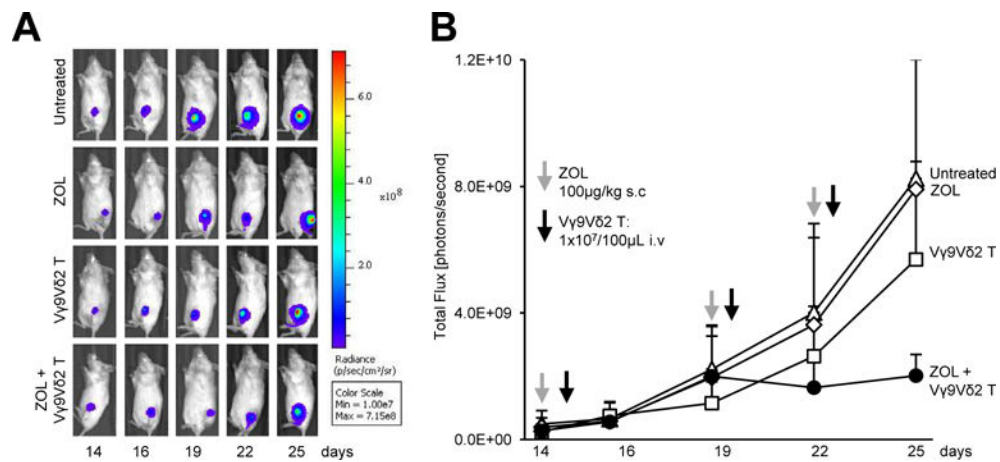 A
Untreated
ZOL
Vγ9Vδ2 T
ZOL +
Vγ9Vδ2 T
14 16 19 22 25 days
6.0
x10⁸
4.0
2.0
Radiance
(p/sec/cm²/sr)
Color Scale
Min = 1.00e7
Max = 7.15e8
B
Total Flux [photons/second]
1.2E+10
8.0E+09
4.0E+09
0.0E+00
ZOL
100µg/kg s.c
Vγ9Vδ2 T:
1x10⁷/100µL i.v
Untreated
ZOL
Vγ9Vδ2 T
ZOL +
Vγ9Vδ2 T
14 16 19 22 25 days